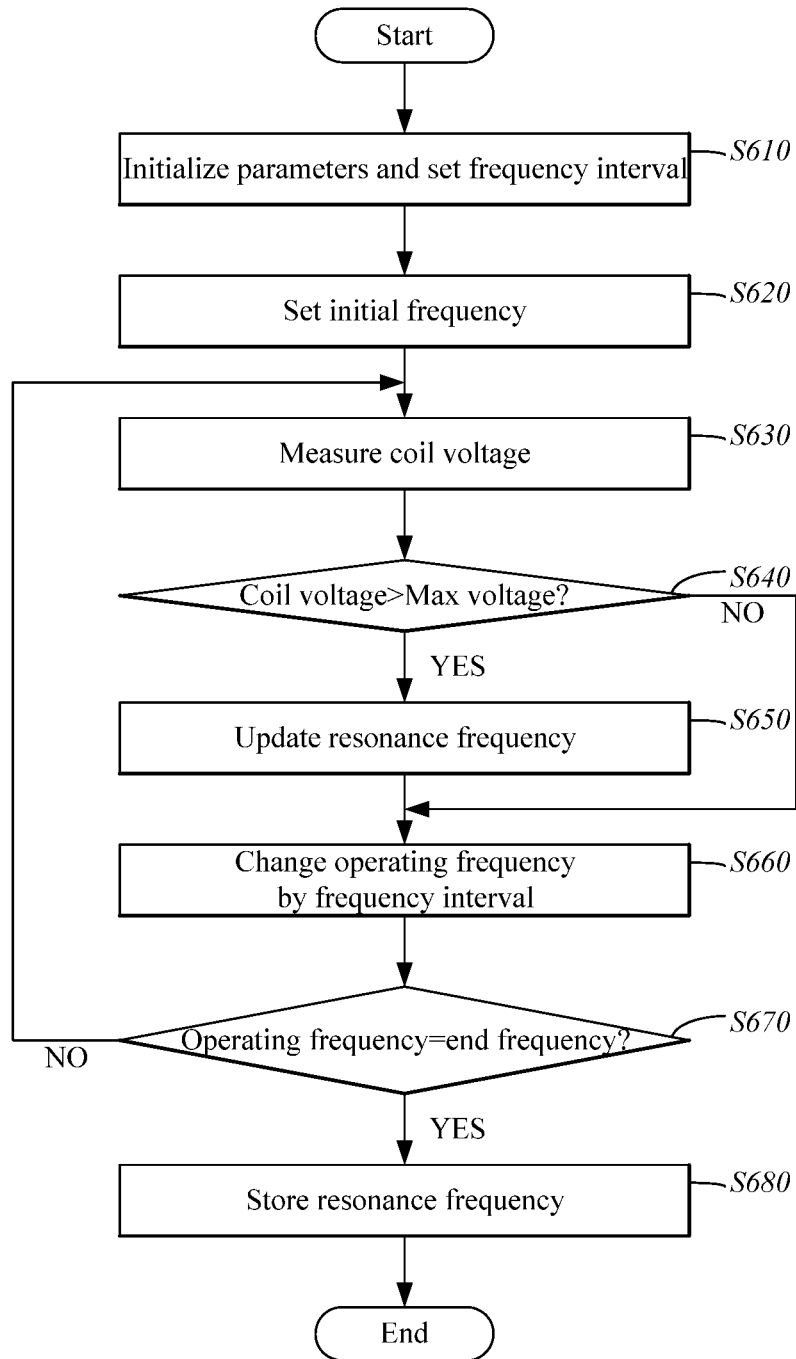 Start
Initialize parameters and set frequency interval
S610
Set initial frequency
S620
Measure coil voltage
S630
Coil voltage>Max voltage?
S640
NO
YES
Update resonance frequency
S650
Change operating frequency
by frequency interval
S660
Operating frequency=end frequency?
S670
NO
YES
Store resonance frequency
S680
End